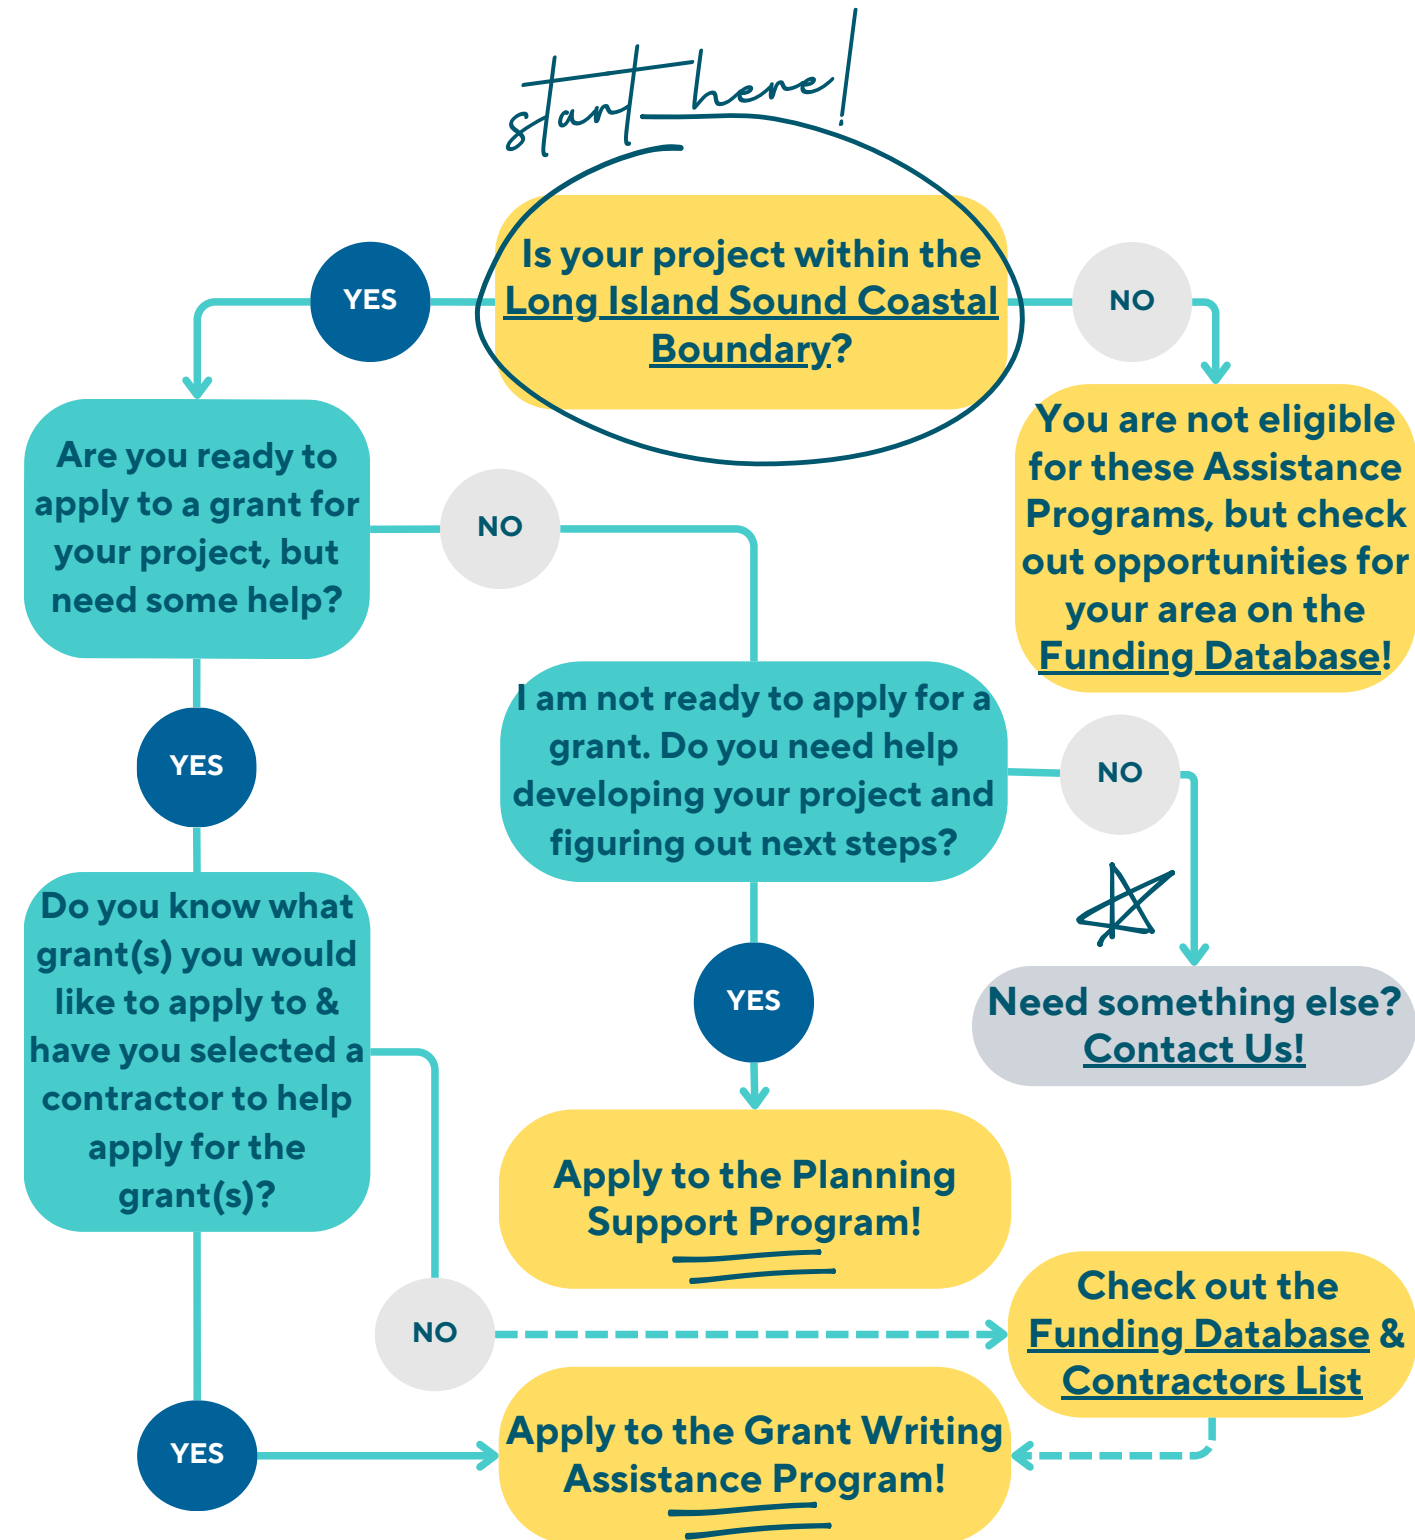 start here!
Is your project within the
Long Island Sound Coastal
Boundary?
YES
NO
You are not eligible
for these Assistance
Programs, but check
out opportunities for
your area on the
Funding Database!
Are you ready to
apply to a grant for
your project, but
need some help?
NO
I am not ready to apply for a
grant. Do you need help
developing your project and
figuring out next steps?
NO
YES
Need something else?
Contact Us!
YES
Do you know what
grant(s) you would
like to apply to &
have you selected a
contractor to help
apply for the
grant(s)?
Apply to the Planning
Support Program!
NO
Check out the
Funding Database &
Contractors List
YES
Apply to the Grant Writing
Assistance Program!